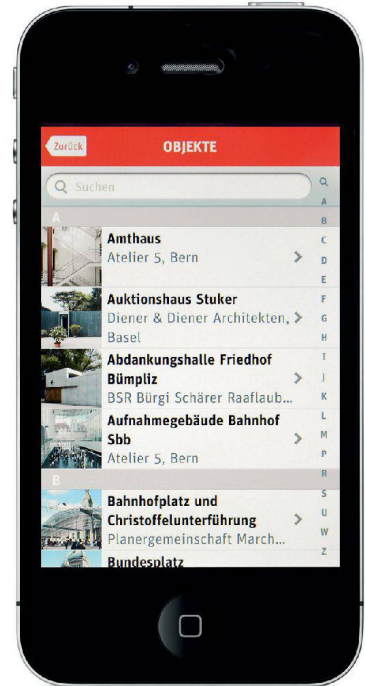 Zurück
OBJEKTE
Suchen
A
Amthaus
Atelier 5, Bern
Auktionshaus Stuker
Diener & Diener Architekten,
Basel
Abdankungshalle Friedhof
Bümpliz
BSR Bürgi Schärer Raaflaub...
Aufnahmegebäude Bahnhof
Sbb
Atelier 5, Bern
B
Bahnhofplatz und
Christoffelunterführung
Planergemeinschaft March...
Bundesplatz
A
B
C
D
E
F
G
H
I
J
K
L
M
P
R
S
U
W
Z